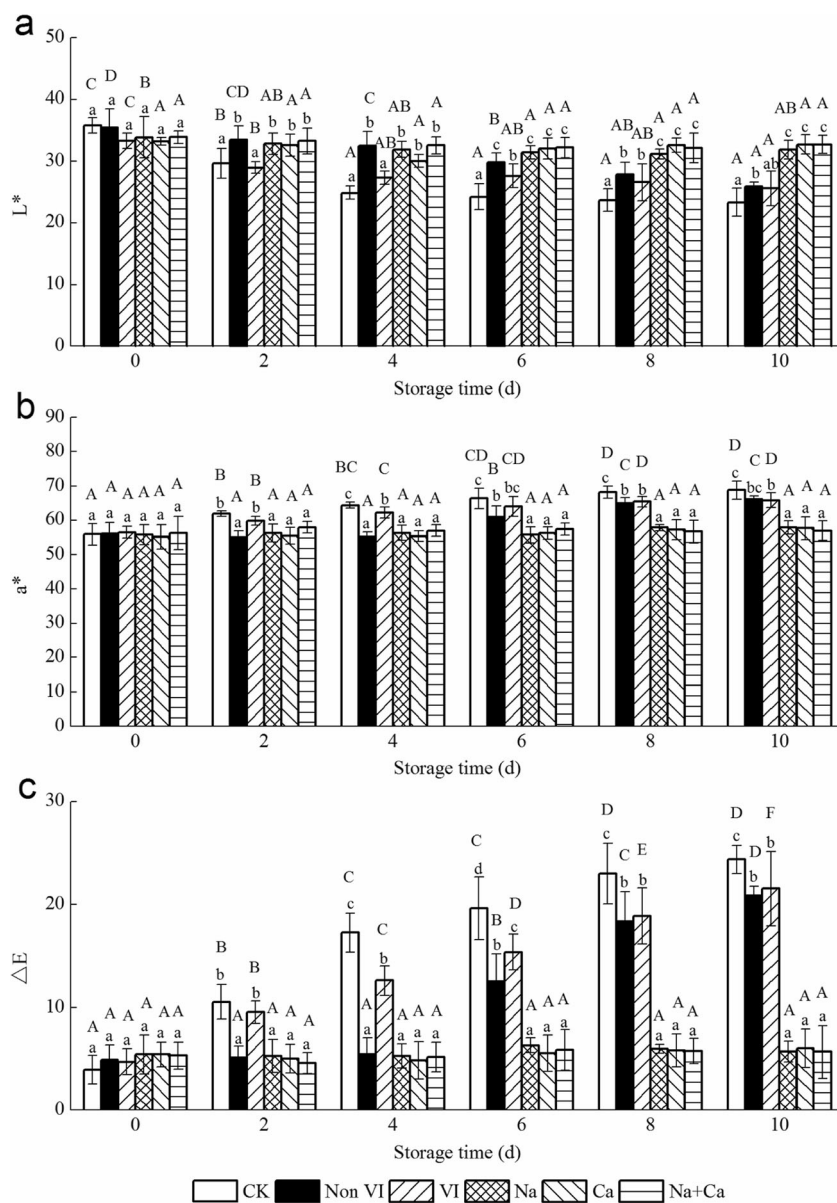 a
50
40
30
20
10
0
L*
C D C B A A
a a a a a a
B CD B AB A A
a b a b b b
A C AB AB A A
a b a b b b
A B AB A A A
a b b c c c
A AB AB A A A
a b b c c c
A A A AB A A
a b ab c c c
0 2 4 6 8 10
Storage time (d)
b
90
80
70
60
50
40
30
20
10
0
a*
A A A A A A
a a a a a a
B A B A A A
b a b a a a
BC A C A A A
c a b a a a
CD B CD A A A
c b bc a a a
D C D A A A
c b b a a a
D C D A A A
c bc b a a a
0 2 4 6 8 10
Storage time (d)
c
30
20
10
0
△E
A A A A A A
a a a a a a
B A B A A A
b a b a a a
C A C A A A
c a b a a a
C B D A A A
d b c a a a
D C E A A A
c b b a a a
D D F A A A
c b b a a a
0 2 4 6 8 10
Storage time (d)
CK Non VI VI Na Ca Na+Ca